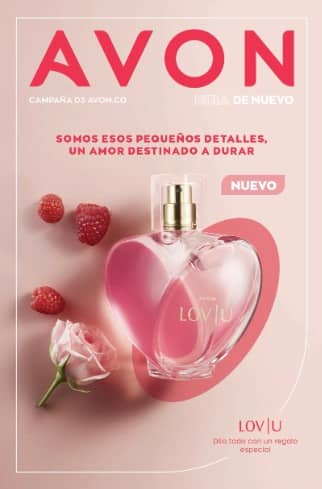 AVON
CAMPAÑA 03 AVON.CO
MIRA DE NUEVO
SOMOS ESOS PEQUEÑOS DETALLES,
UN AMOR DESTINADO A DURAR
NUEVO
AVON
LOV|U
LOV|U
Dilo todo con un regalo
especial